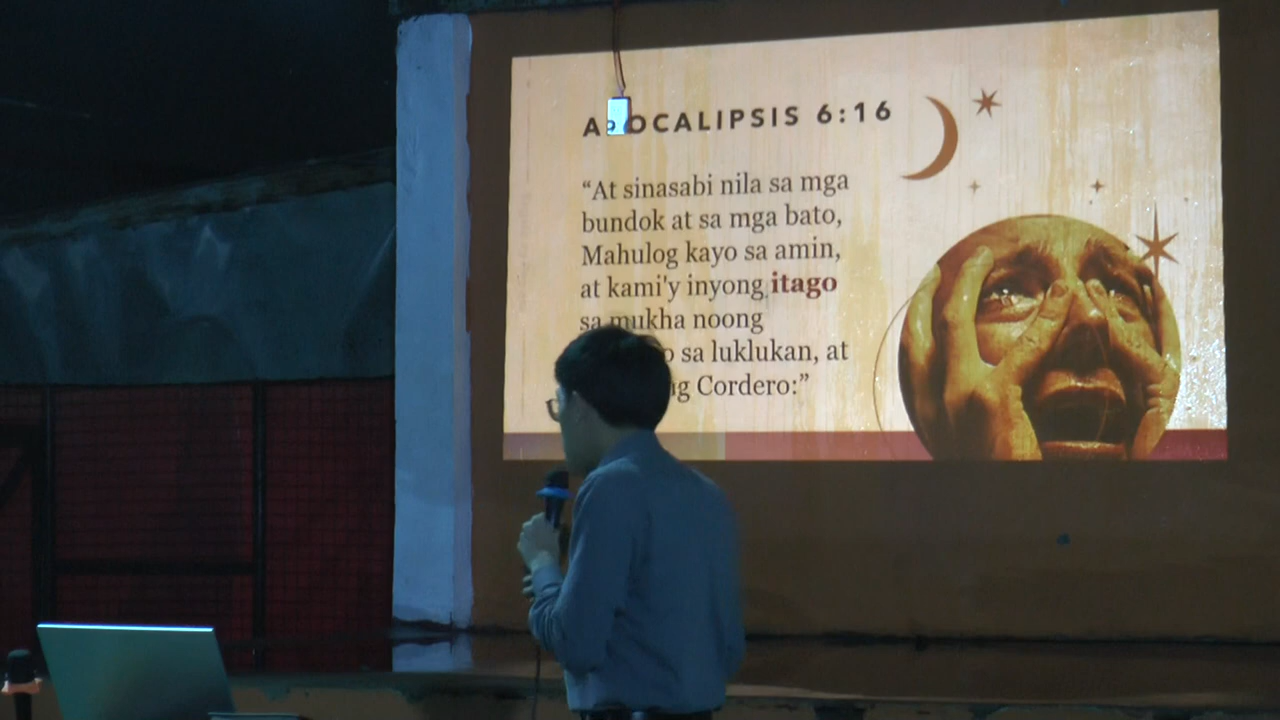 APOCALIPSIS 6:16
“At sinasabi nila sa mga
bundok at sa mga bato,
Mahulog kayo sa amin,
at kami'y inyong itago
sa mukha noong
sa luklukan, at
Cordero:”